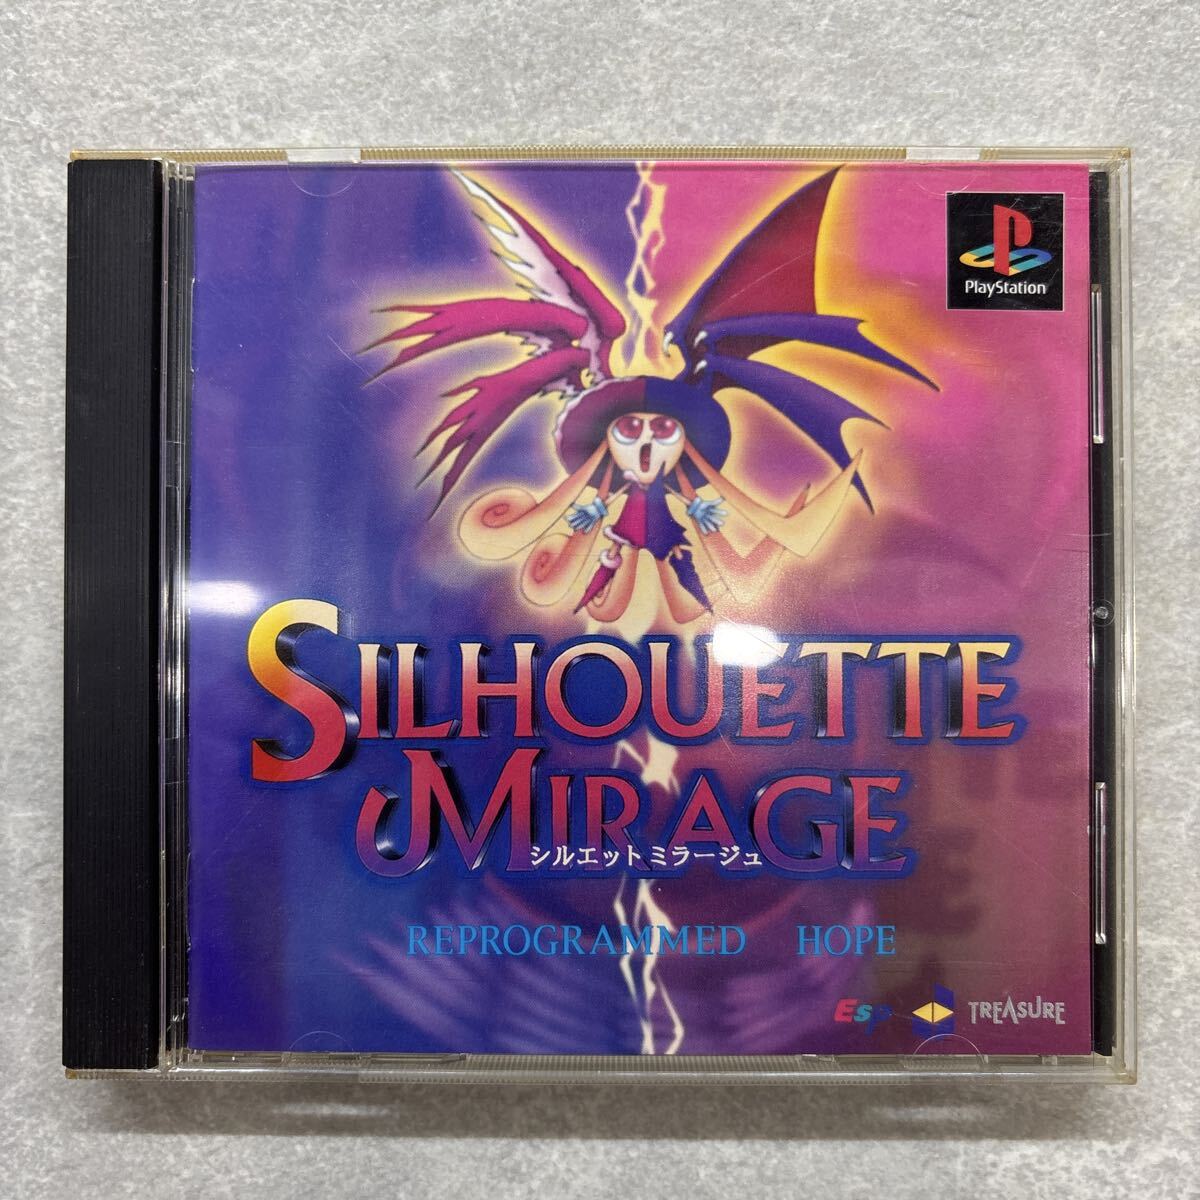 PlayStation
SILHOUETTE
MIRAGE
シルエットミラージュ
REPROGRAMMED HOPE
Esp
TREASURE